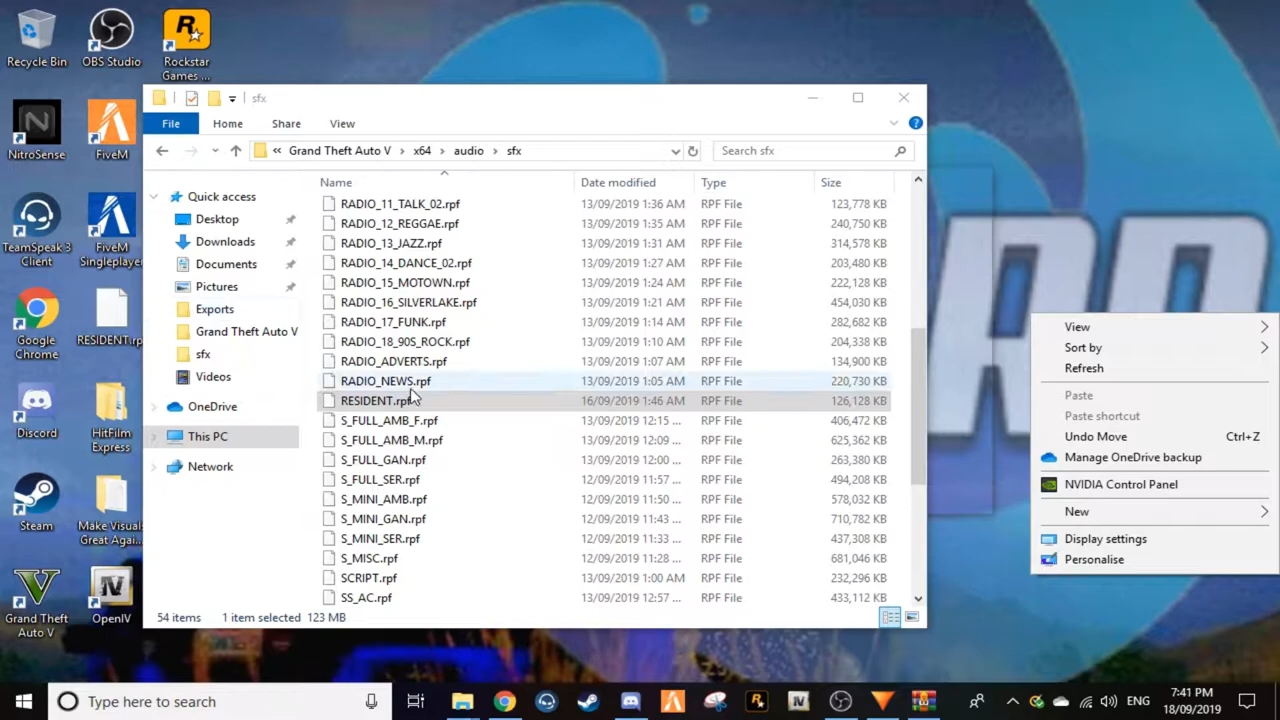 Recycle Bin
OBS Studio
Rockstar
Games ...
NitroSense
FiveM
TeamSpeak 3
Client
FiveM
Singleplayer
Google
Chrome
RESIDENT.rp
Discord
HitFilm
Express
Steam
Make Visual
Great Agai...
Grand Theft
Auto V
OpenIV
sfx
File
Home
Share
View
« Grand Theft Auto V > x64 > audio > sfx
Search sfx
Quick access
Desktop
Downloads
Documents
Pictures
Exports
Grand Theft Auto V
sfx
Videos
OneDrive
This PC
Network
Name Date modified Type Size
RADIO_11_TALK_02.rpf 13/09/2019 1:36 AM RPF File 123,778 KB
RADIO_12_REGGAE.rpf 13/09/2019 1:35 AM RPF File 240,750 KB
RADIO_13_JAZZ.rpf 13/09/2019 1:31 AM RPF File 314,578 KB
RADIO_14_DANCE_02.rpf 13/09/2019 1:27 AM RPF File 203,480 KB
RADIO_15_MOTOWN.rpf 13/09/2019 1:24 AM RPF File 222,128 KB
RADIO_16_SILVERLAKE.rpf 13/09/2019 1:21 AM RPF File 454,030 KB
RADIO_17_FUNK.rpf 13/09/2019 1:14 AM RPF File 282,682 KB
RADIO_18_90S_ROCK.rpf 13/09/2019 1:10 AM RPF File 204,338 KB
RADIO_ADVERTS.rpf 13/09/2019 1:07 AM RPF File 134,900 KB
RADIO_NEWS.rpf 13/09/2019 1:05 AM RPF File 220,730 KB
RESIDENT.rpf 16/09/2019 1:46 AM RPF File 126,128 KB
S_FULL_AMB_F.rpf 13/09/2019 12:15 ... RPF File 406,472 KB
S_FULL_AMB_M.rpf 13/09/2019 12:09 ... RPF File 625,362 KB
S_FULL_GAN.rpf 13/09/2019 12:00 ... RPF File 263,380 KB
S_FULL_SER.rpf 12/09/2019 11:57 ... RPF File 494,208 KB
S_MINI_AMB.rpf 12/09/2019 11:50 ... RPF File 578,032 KB
S_MINI_GAN.rpf 12/09/2019 11:43 ... RPF File 710,782 KB
S_MINI_SER.rpf 12/09/2019 11:33 ... RPF File 437,308 KB
S_MISC.rpf 12/09/2019 11:28 ... RPF File 681,046 KB
SCRIPT.rpf 13/09/2019 1:00 AM RPF File 232,296 KB
SS_AC.rpf 13/09/2019 12:57 ... RPF File 433,112 KB
54 items 1 item selected 123 MB
View
Sort by
Refresh
Paste
Paste shortcut
Undo Move Ctrl+Z
Manage OneDrive backup
NVIDIA Control Panel
New
Display settings
Personalise
Type here to search
ENG
7:41 PM
18/09/2019